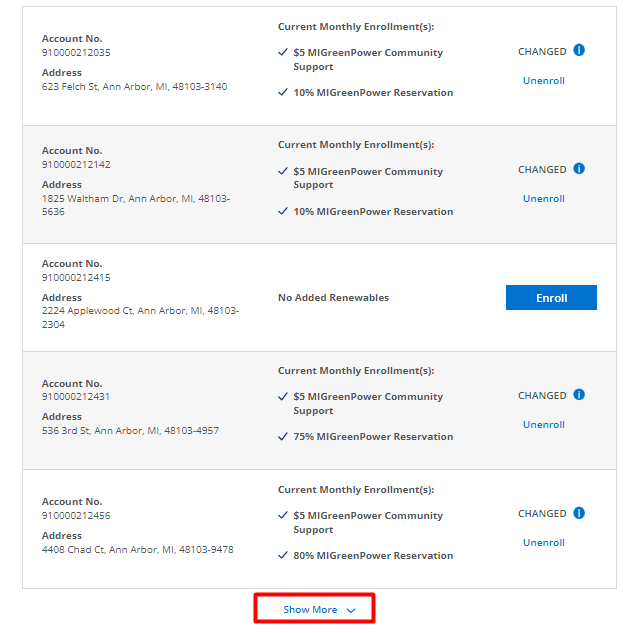 Account No.
910000212035
Address
623 Felch St, Ann Arbor, MI, 48103-3140
Current Monthly Enrollment(s):
$5 MIGreenPower Community
Support
10% MIGreenPower Reservation
CHANGED i
Unenroll
Account No.
910000212142
Address
1825 Waltham Dr, Ann Arbor, MI, 48103-
5636
Current Monthly Enrollment(s):
$5 MIGreenPower Community
Support
10% MIGreenPower Reservation
CHANGED i
Unenroll
Account No.
910000212415
Address
2224 Applewood Ct, Ann Arbor, MI, 48103-
2304
No Added Renewables
Enroll
Account No.
910000212431
Address
536 3rd St, Ann Arbor, MI, 48103-4957
Current Monthly Enrollment(s):
$5 MIGreenPower Community
Support
75% MIGreenPower Reservation
CHANGED i
Unenroll
Account No.
910000212456
Address
4408 Chad Ct, Ann Arbor, MI, 48103-9478
Current Monthly Enrollment(s):
$5 MIGreenPower Community
Support
80% MIGreenPower Reservation
CHANGED i
Unenroll
Show More